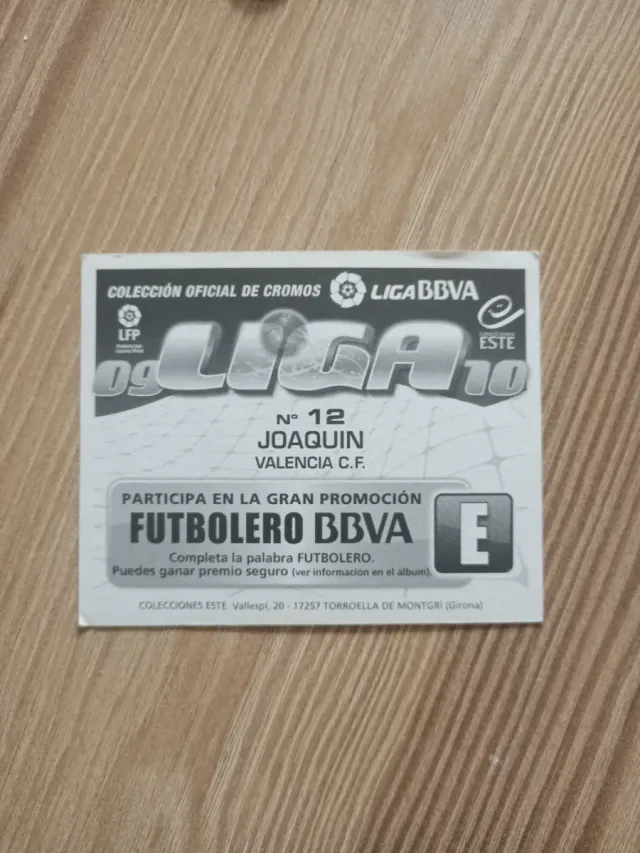 COLECCIÓN OFICIAL DE CROMOS LIGA BBVA
LFP
ESTE
09 LIGA 10
Nº 12
JOAQUIN
VALENCIA C.F.
PARTICIPA EN LA GRAN PROMOCIÓN
FUTBOLERO BBVA
E
Completa la palabra FUTBOLERO.
Puedes ganar premio seguro (ver información en el álbum).
COLECCIONES ESTE Vallespí, 20 - 17257 TORROELLA DE MONTGRÍ (Girona)